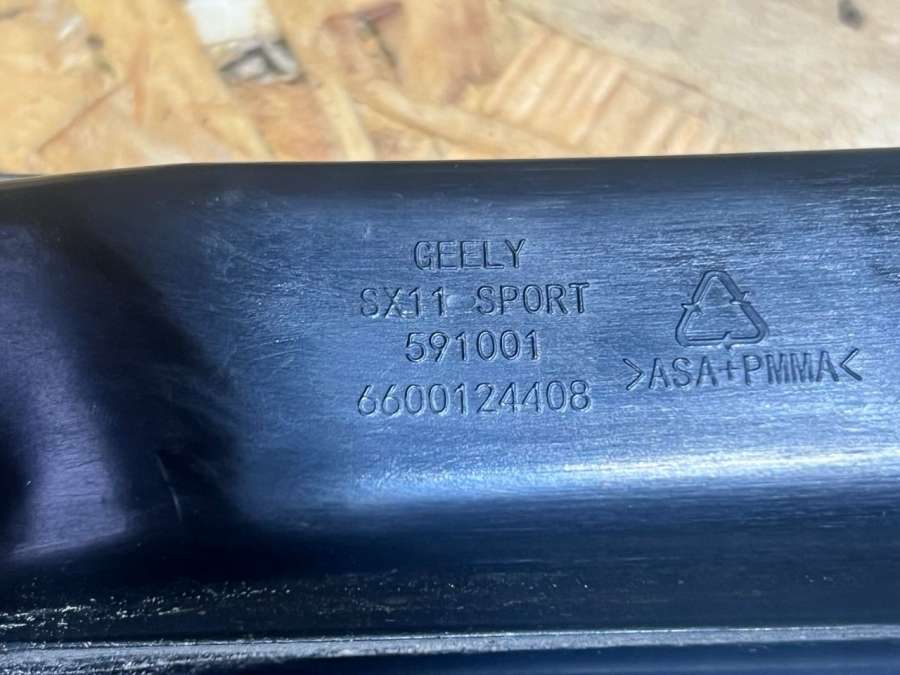 GEELY
SX11 SPORT
591001
6600124408
>ASA+PMMA<